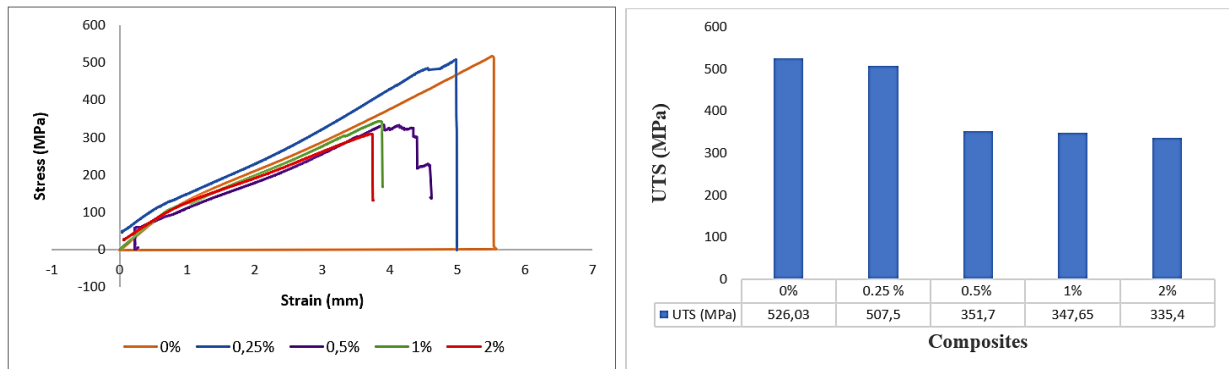 600
500
400
300
200
100
0
-100
Stress (MPa)
-1 0 1 2 3 4 5 6 7
Strain (mm)
0% 0,25% 0,5% 1% 2%
600
500
400
300
200
100
0
UTS (MPa)
0% 0.25 % 0.5% 1% 2%
UTS (MPa) 526,03 507,5 351,7 347,65 335,4
Composites